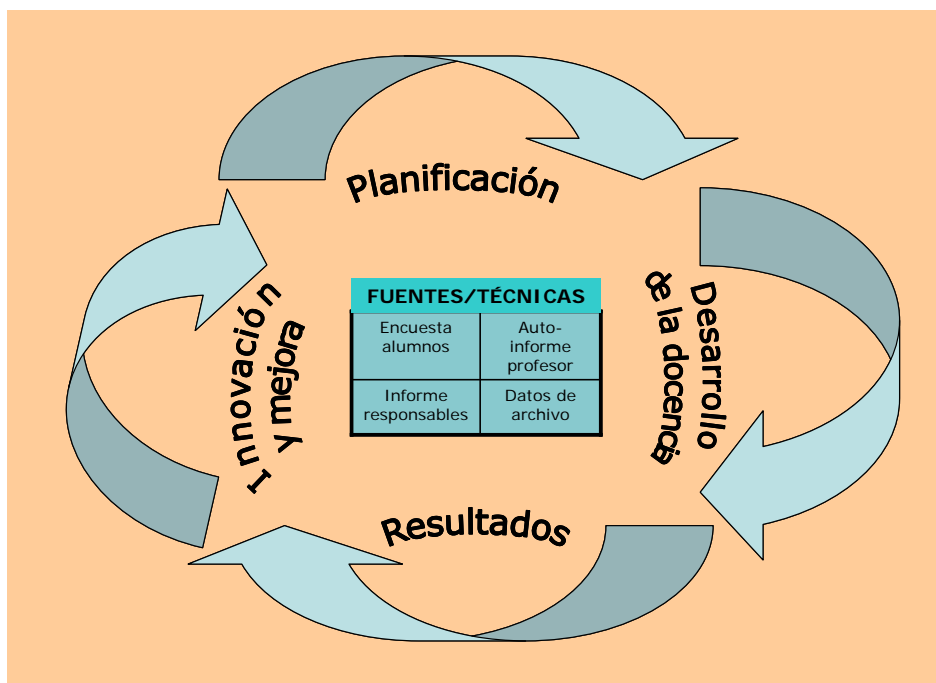 Planificación
Desarrollo
de la docencia
FUENTES/TÉCNICAS
Encuesta
alumnos
Auto-
informe
profesor
Informe
responsables
Datos de
archivo
Innovación
y mejora
Resultados